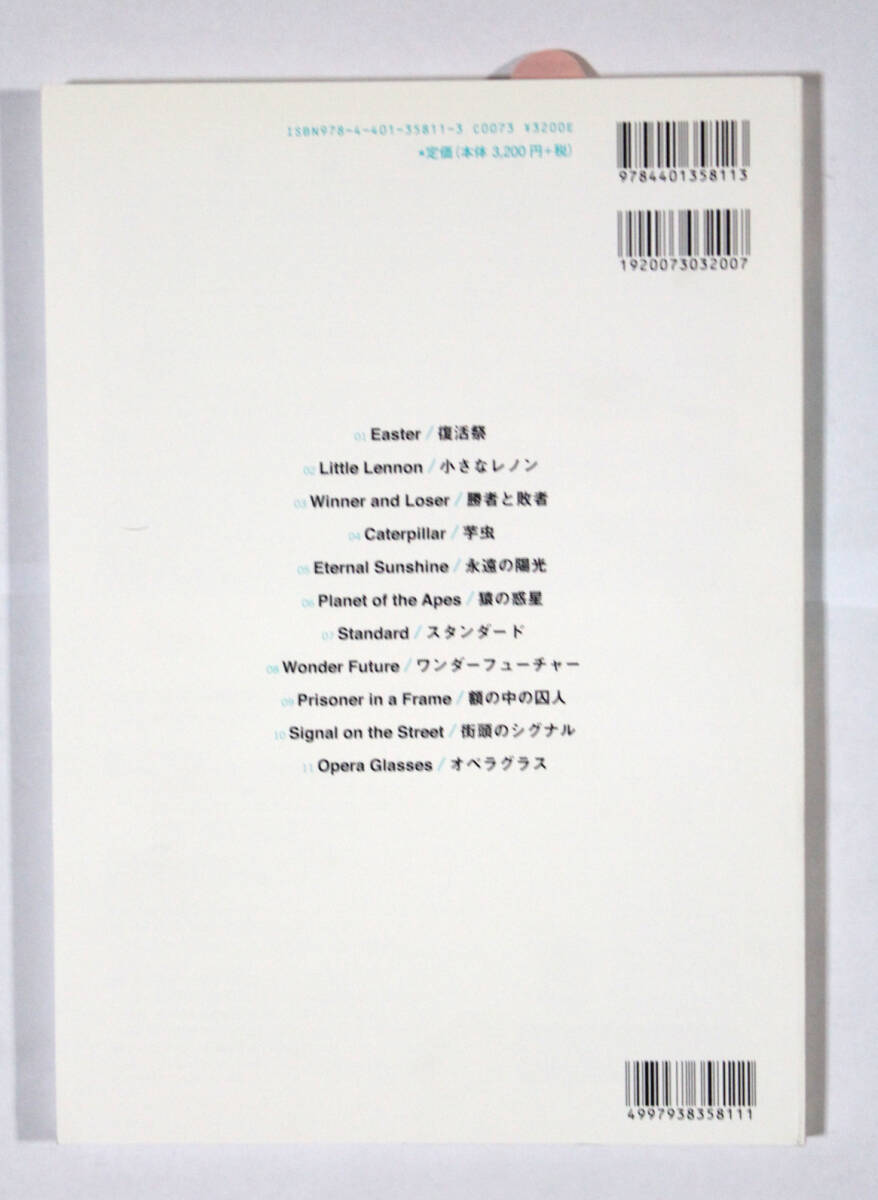 ISBN978-4-401-35811-3 C0073 ¥3200E
*定価(本体 3,200 円+税)
9784401358113
1920073032007
01 Easter / 復活祭
02 Little Lennon / 小さなレノン
03 Winner and Loser / 勝者と敗者
04 Caterpillar / 芋虫
05 Eternal Sunshine / 永遠の陽光
06 Planet of the Apes / 猿の惑星
07 Standard / スタンダード
08 Wonder Future / ワンダーフューチャー
09 Prisoner in a Frame / 額の中の囚人
10 Signal on the Street / 街頭のシグナル
11 Opera Glasses / オペラグラス
4997938358111